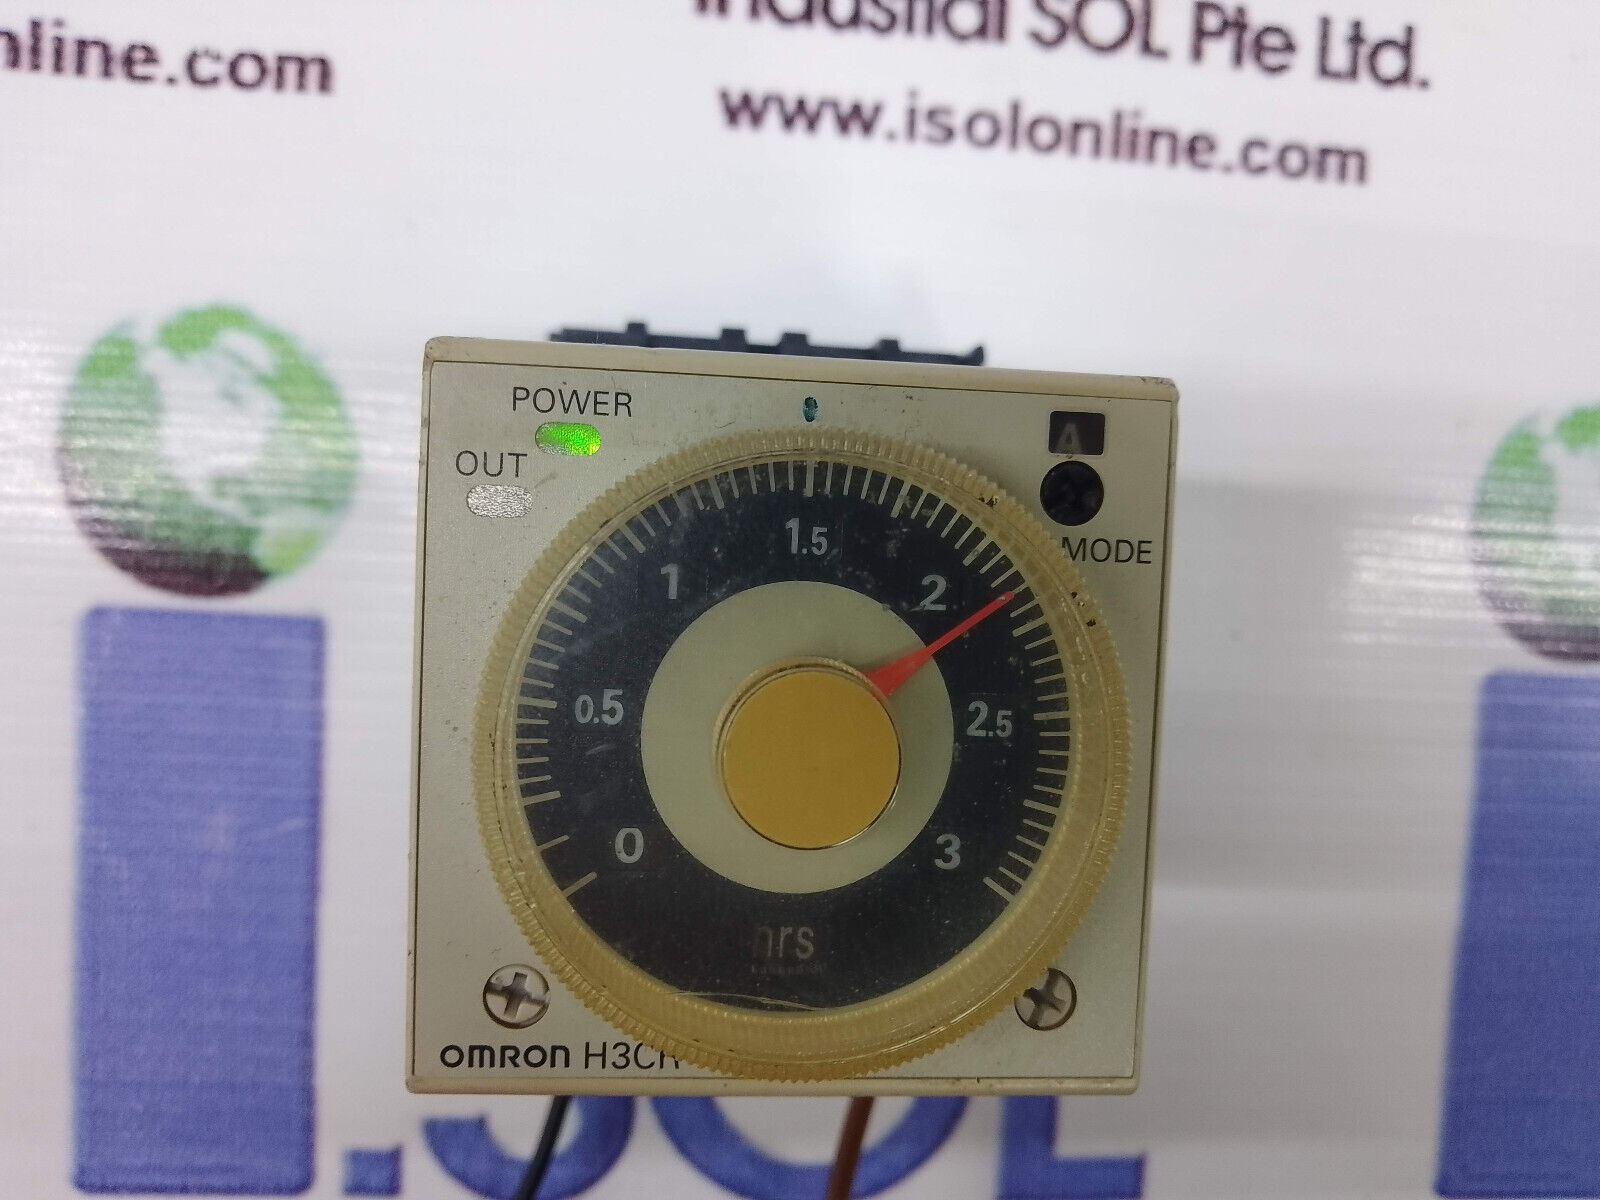 nline.com
Industrial SOL Pte Ltd.
www.isolonline.com
POWER
OUT
A
MODE
0
0.5
1
1.5
2
2.5
3
hrs
OMRON H3CR
i.SOL